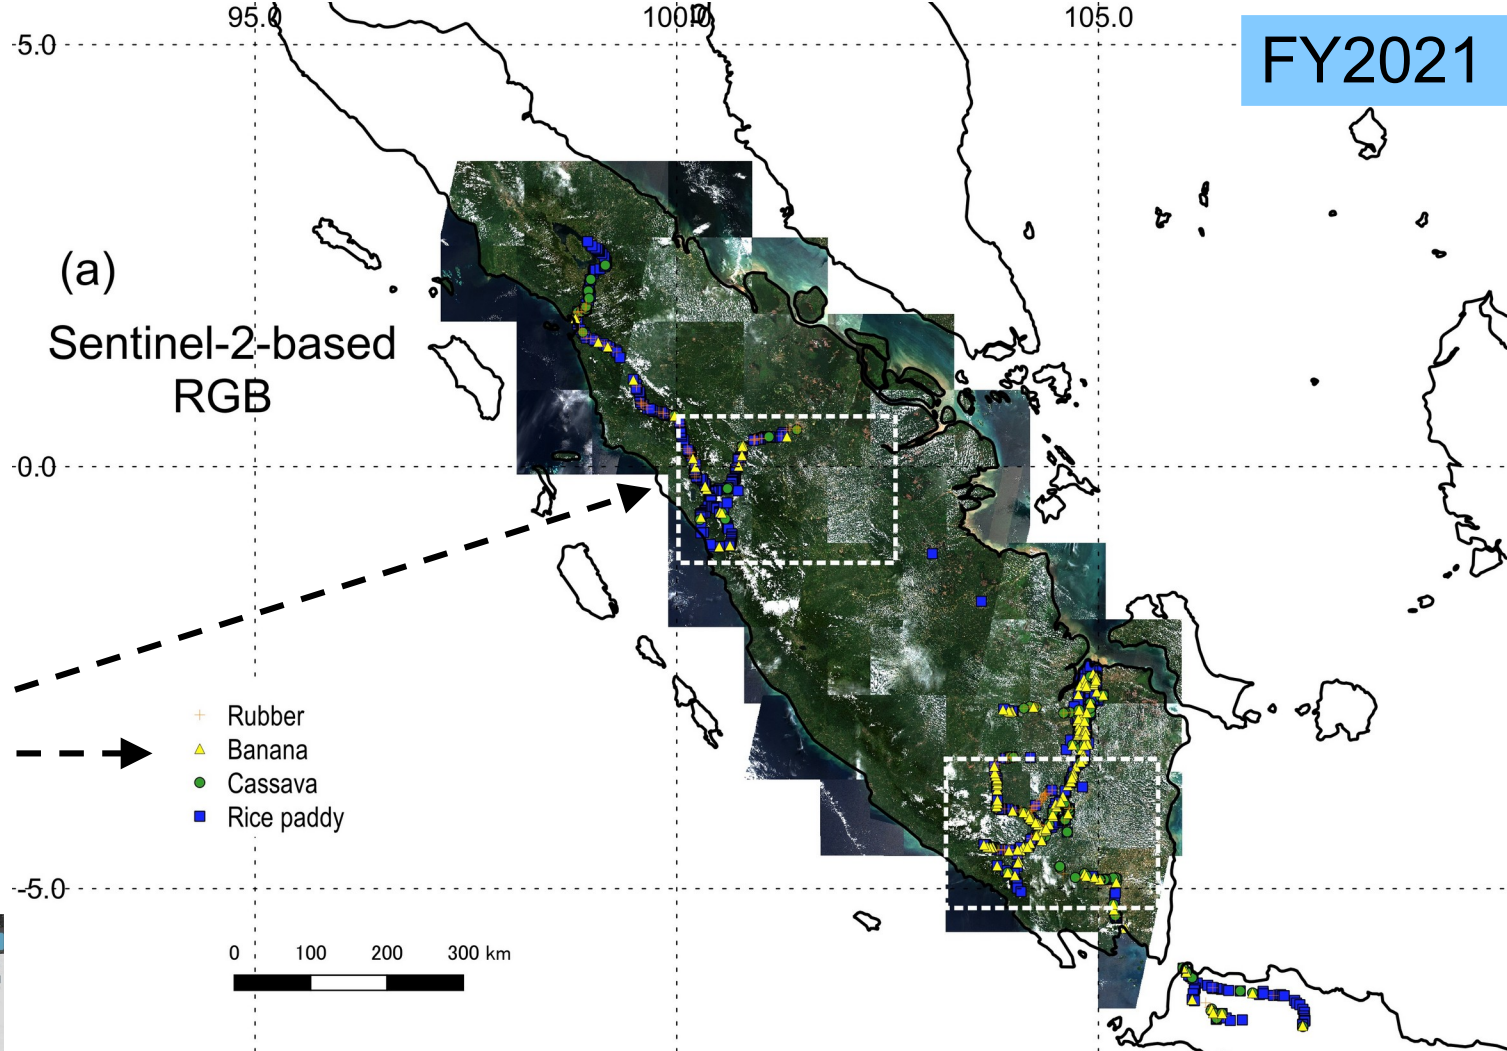 95.0 100.0 105.0
5.0
FY2021
(a)
Sentinel-2-based
RGB
0.0
Rubber
Banana
Cassava
Rice paddy
-5.0
0 100 200 300 km